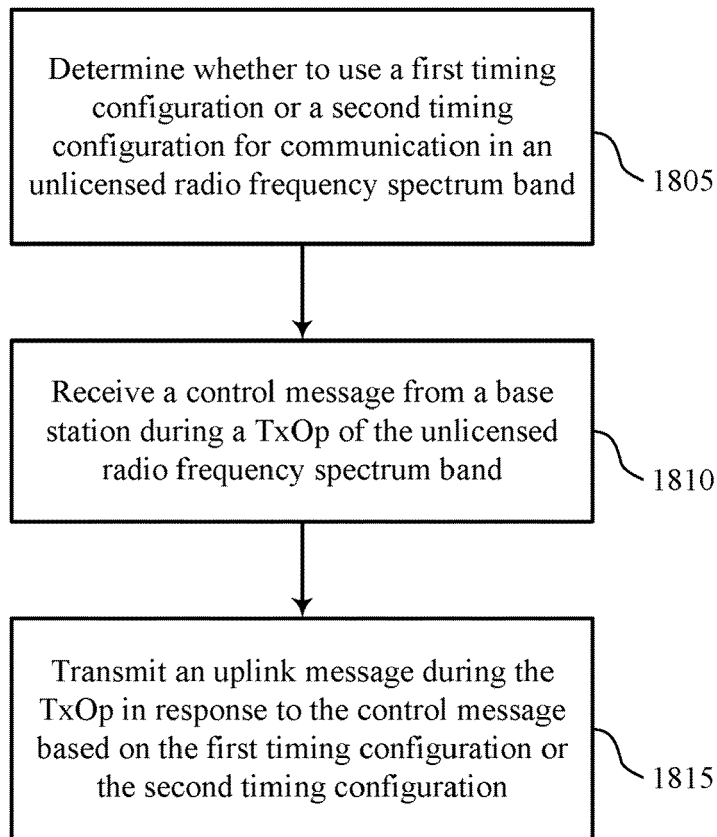 Determine whether to use a first timing
configuration or a second timing
configuration for communication in an
unlicensed radio frequency spectrum band
1805
Receive a control message from a base
station during a TxOp of the unlicensed
radio frequency spectrum band
1810
Transmit an uplink message during the
TxOp in response to the control message
based on the first timing configuration or
the second timing configuration
1815